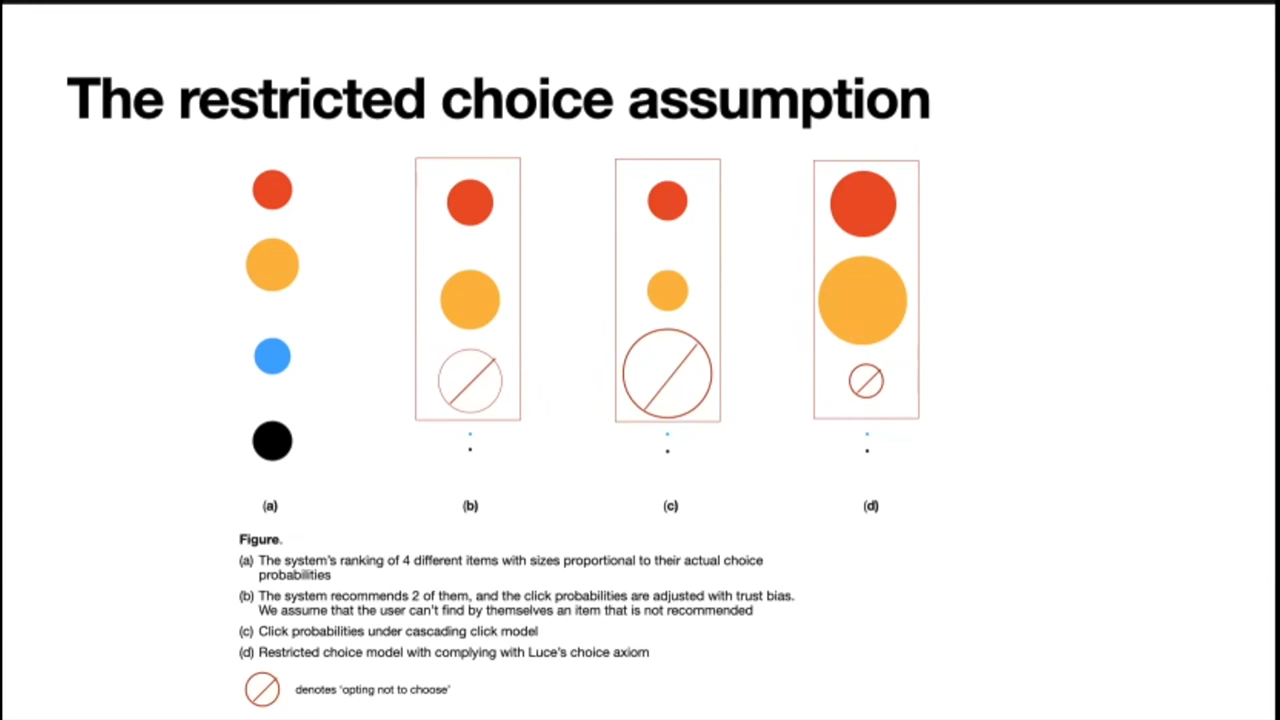 The restricted choice assumption
(a)
(b)
(c)
(d)
Figure.
(a) The system's ranking of 4 different items with sizes proportional to their actual choice
probabilities
(b) The system recommends 2 of them, and the click probabilities are adjusted with trust bias.
We assume that the user can't find by themselves an item that is not recommended
(c) Click probabilities under cascading click model
(d) Restricted choice model with complying with Luce's choice axiom
denotes 'opting not to choose'